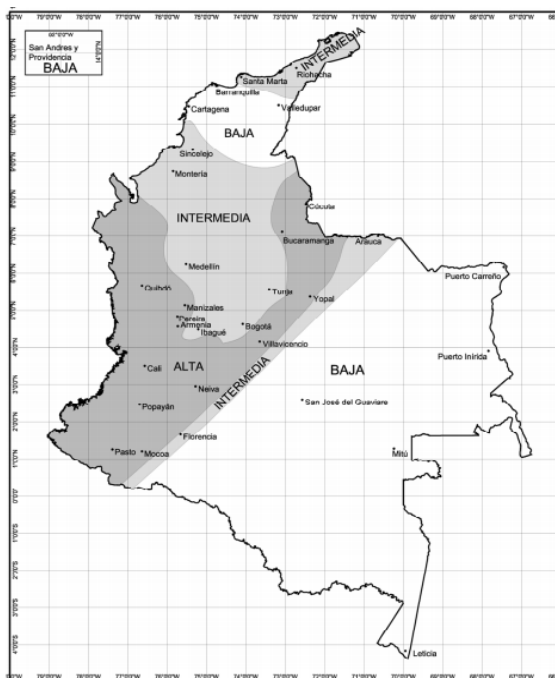 San Andres y
Providencia
BAJA
INTERMEDIA
Riohacha
Santa Marta
Barranquilla
Cartagena
Valledupar
BAJA
Sincelejo
Montería
Cúcuta
INTERMEDIA
Bucaramanga
Arauca
Medellín
Puerto Carreño
Quibdó
Tunja
Yopal
Manizales
Pereira
Armenia
Ibagué
Bogotá
Villavicencio
Puerto Inírida
ALTA
Cali
INTERMEDIA
BAJA
Neiva
San José del Guaviare
Popayán
Florencia
Pasto
Mocoa
Mitú
Leticia